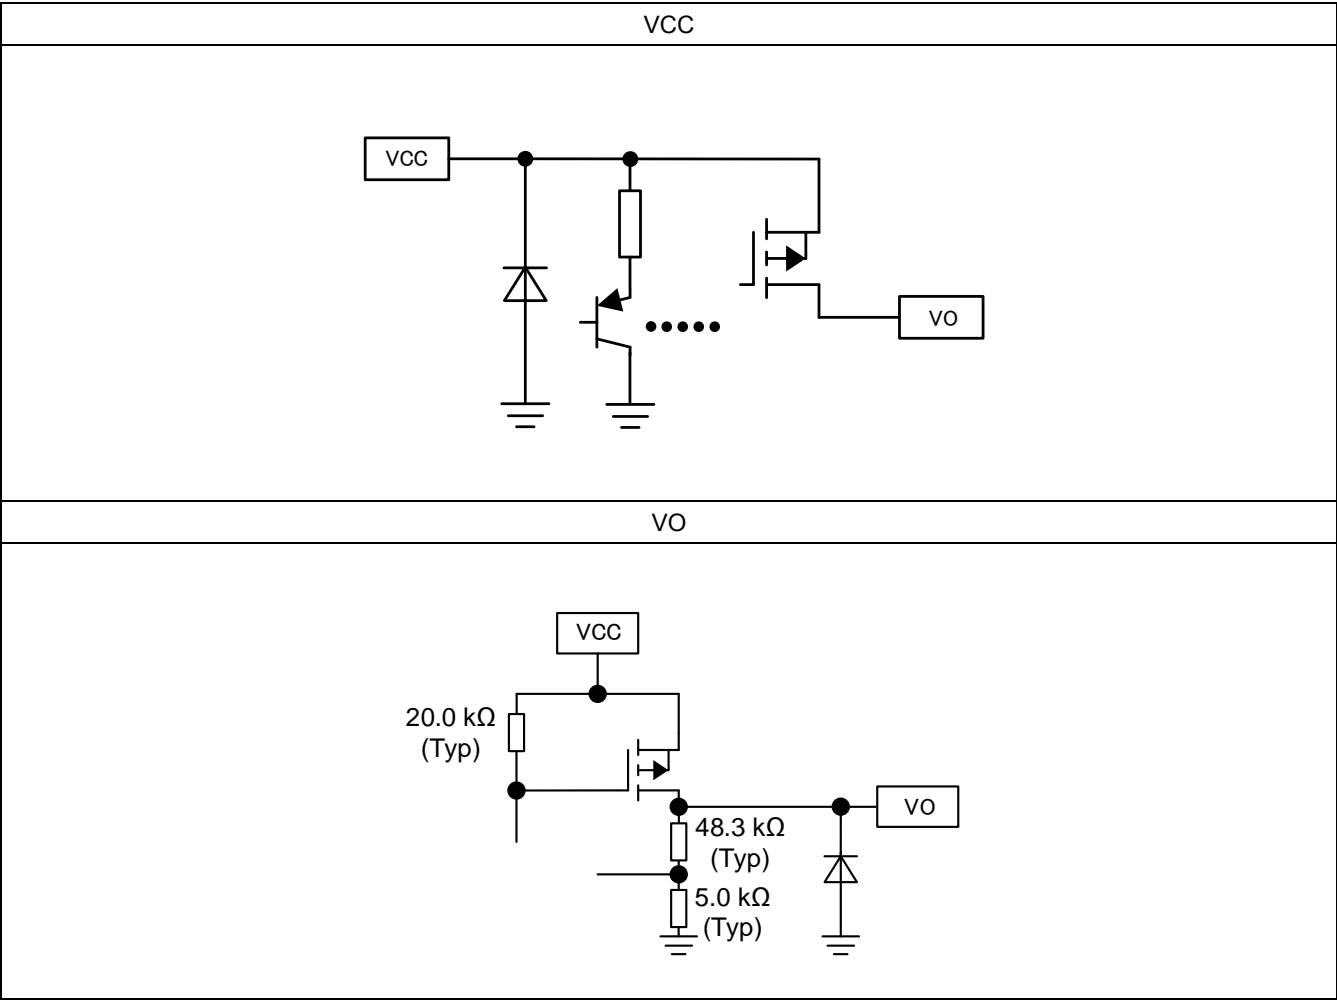 VCC
VCC
VO
VO
VCC
20.0 kΩ
(Typ)
VO
48.3 kΩ
(Typ)
5.0 kΩ
(Typ)